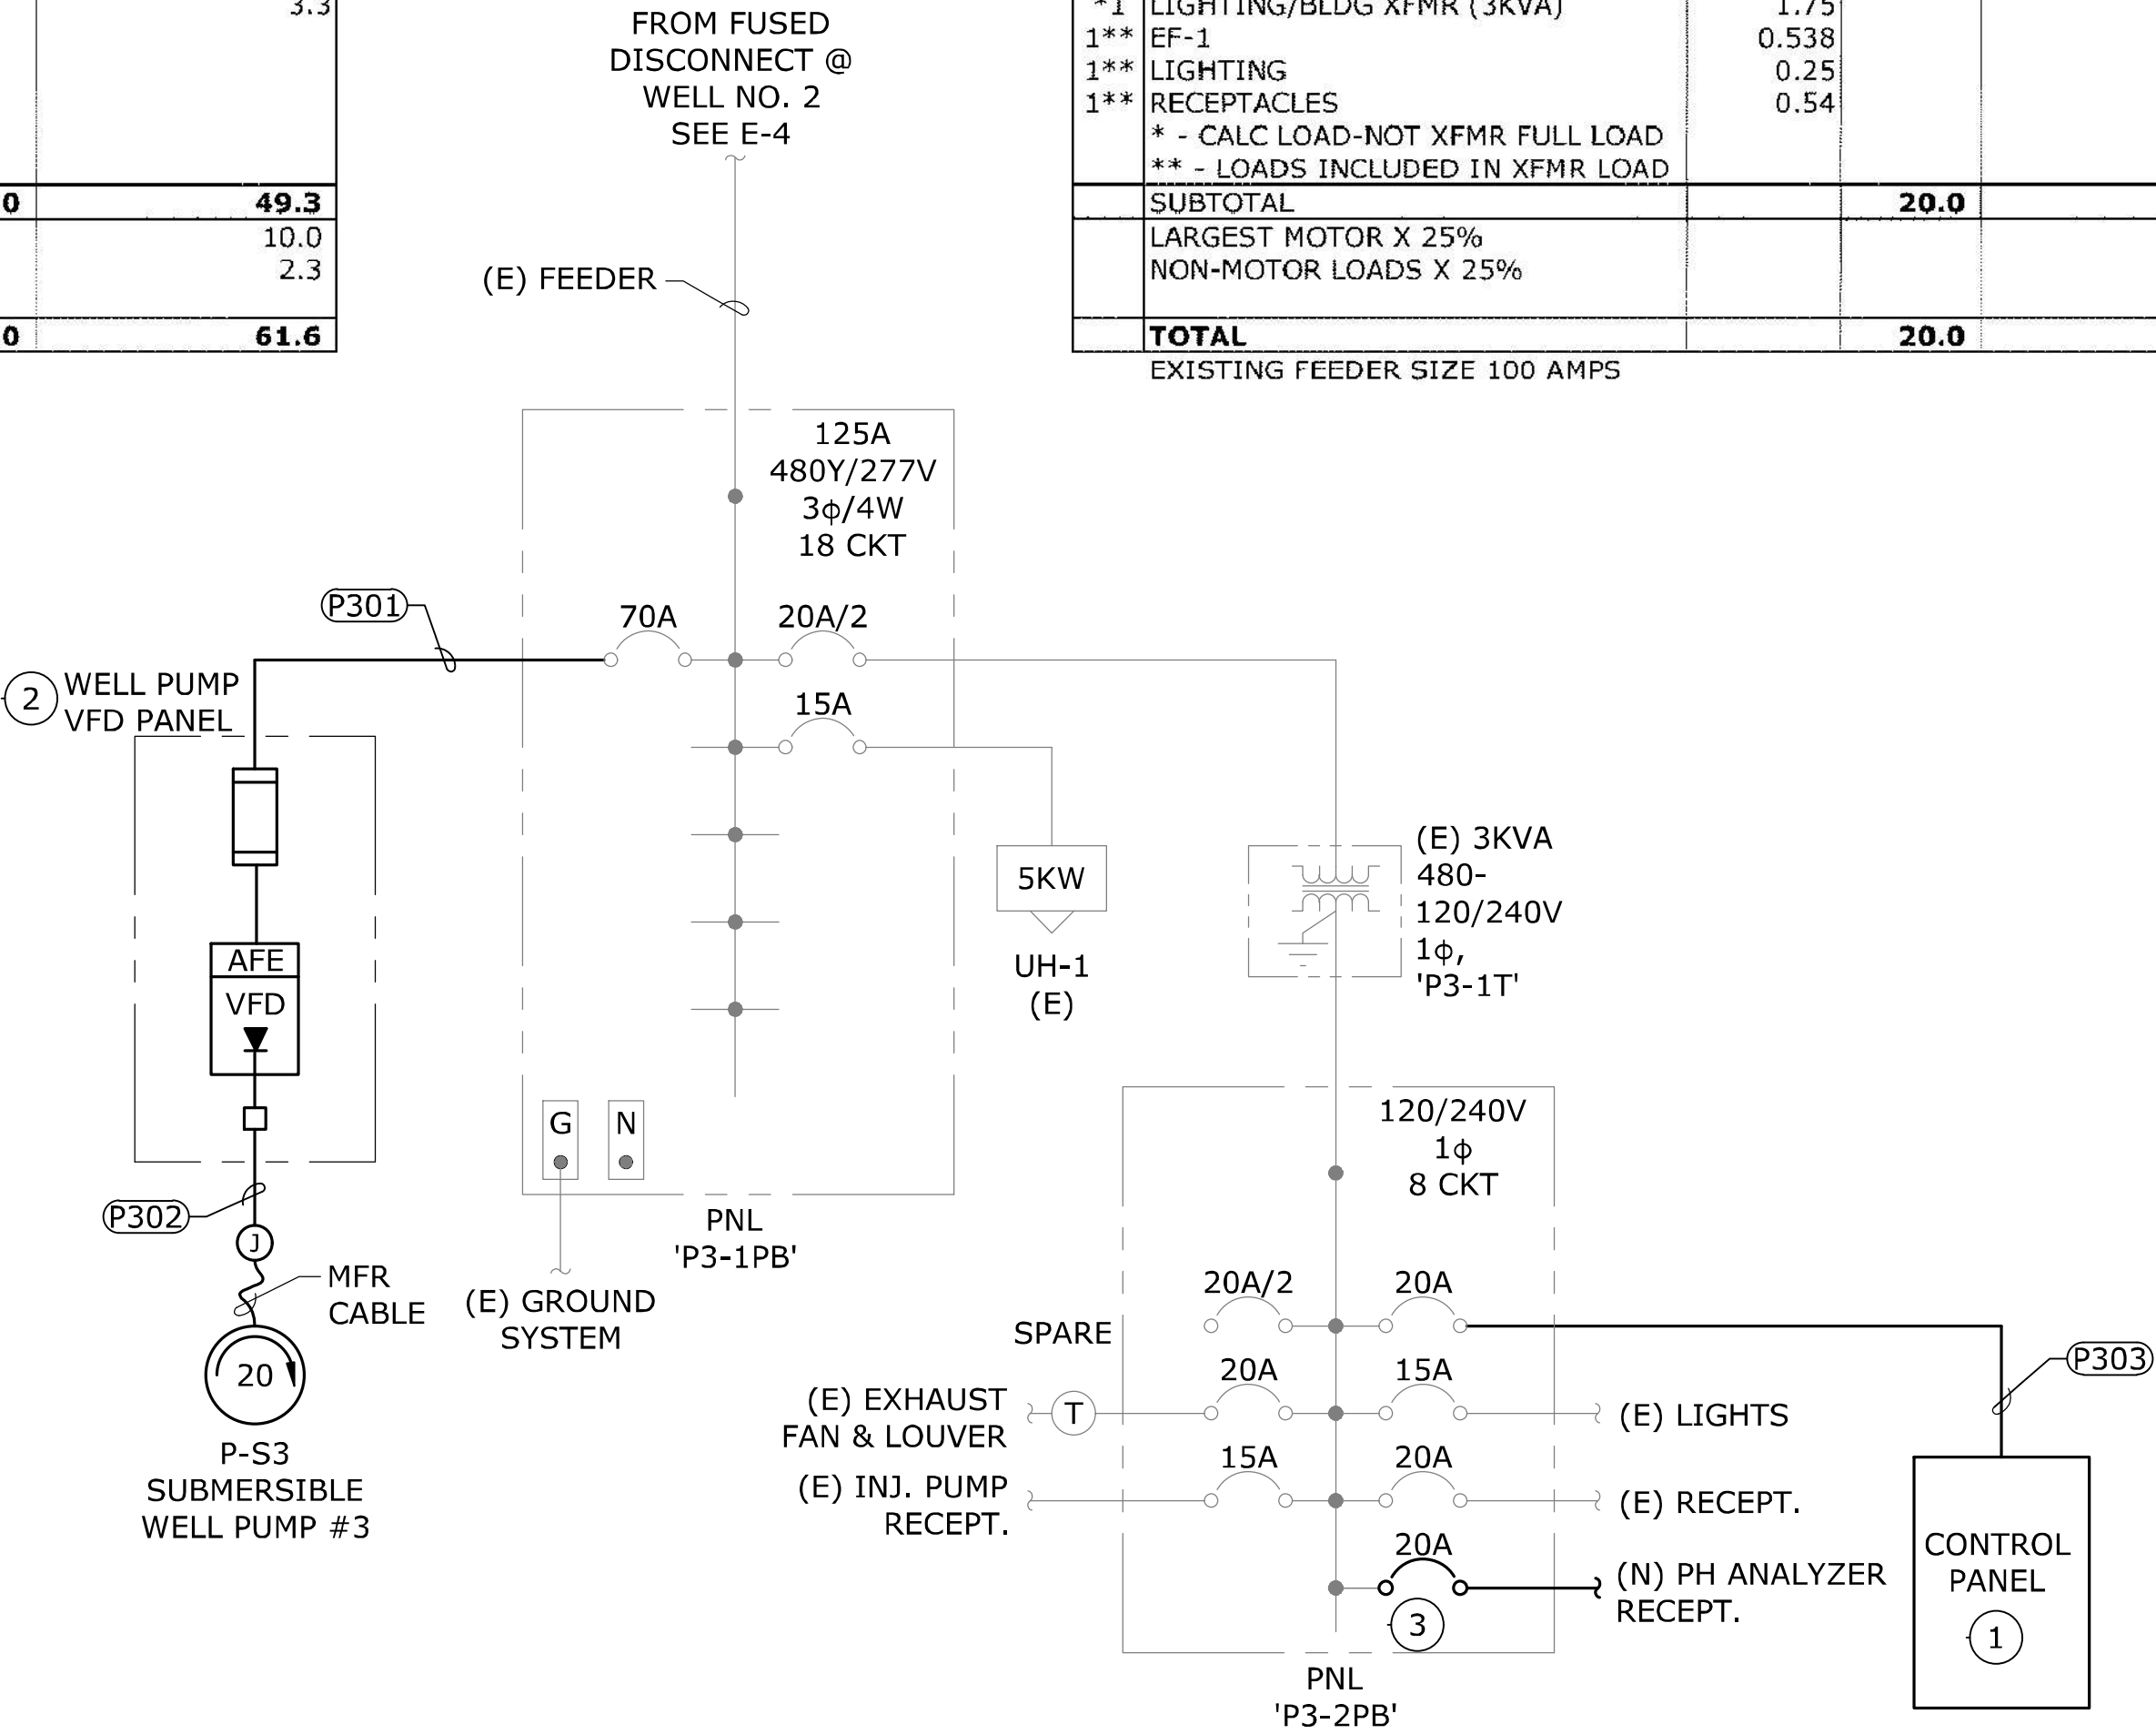 3.3
0 49.3
10.0
2.3
0 61.6
FROM FUSED
DISCONNECT @
WELL NO. 2
SEE E-4
*1 LIGHTING/BLDG XFMR (3KVA) 1.75
1** EF-1 0.538
1** LIGHTING 0.25
1** RECEPTACLES 0.54
* - CALC LOAD-NOT XFMR FULL LOAD
** - LOADS INCLUDED IN XFMR LOAD
SUBTOTAL 20.0
LARGEST MOTOR X 25%
NON-MOTOR LOADS X 25%
TOTAL 20.0
EXISTING FEEDER SIZE 100 AMPS
(E) FEEDER
125A
480Y/277V
3ϕ/4W
18 CKT
P301
70A
20A/2
15A
2
WELL PUMP
VFD PANEL
AFE
VFD
P302
J
MFR
CABLE
20
P-S3
SUBMERSIBLE
WELL PUMP #3
G
N
(E) GROUND
SYSTEM
PNL
'P3-1PB'
5KW
UH-1
(E)
(E) 3KVA
480-
120/240V
1ϕ,
'P3-1T'
120/240V
1ϕ
8 CKT
20A/2
20A
SPARE
P303
20A
15A
(E) EXHAUST
FAN & LOUVER
T
(E) LIGHTS
15A
20A
(E) INJ. PUMP
RECEPT.
(E) RECEPT.
20A
3
(N) PH ANALYZER
RECEPT.
CONTROL
PANEL
1
PNL
'P3-2PB'